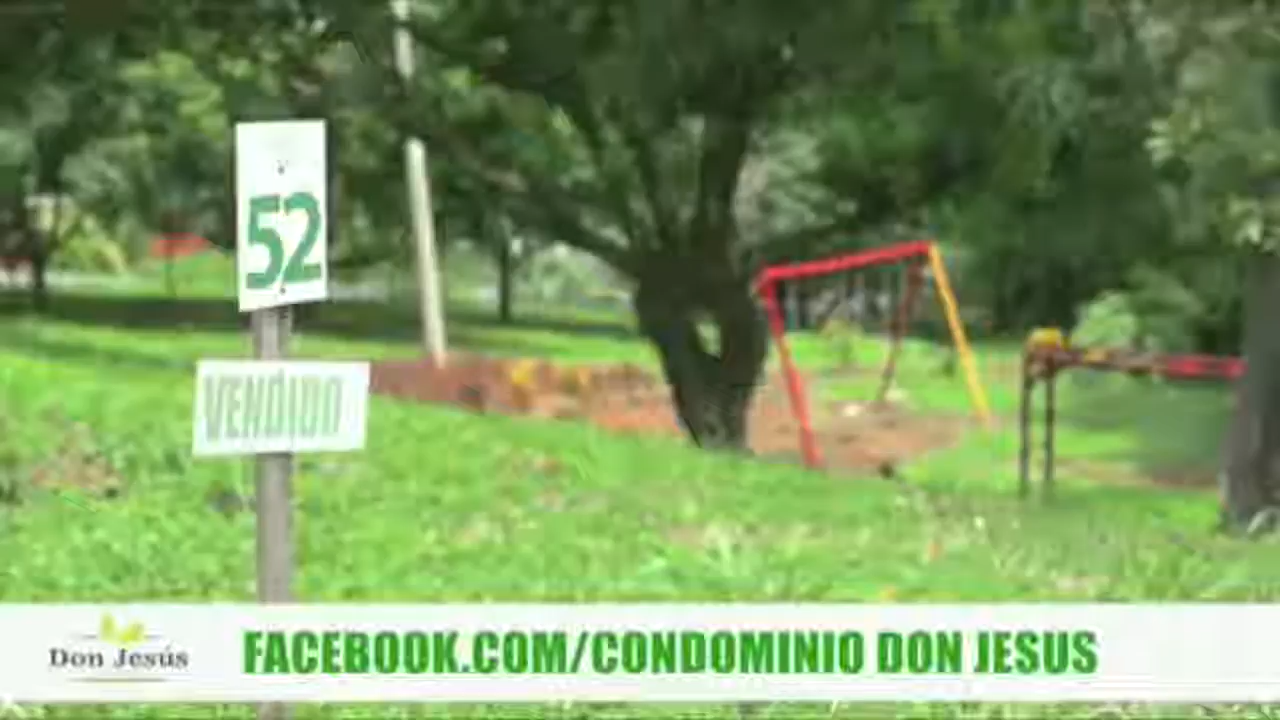 52
VENDIDO
Don Jesús
FACEBOOK.COM/CONDOMINIO DON JESUS